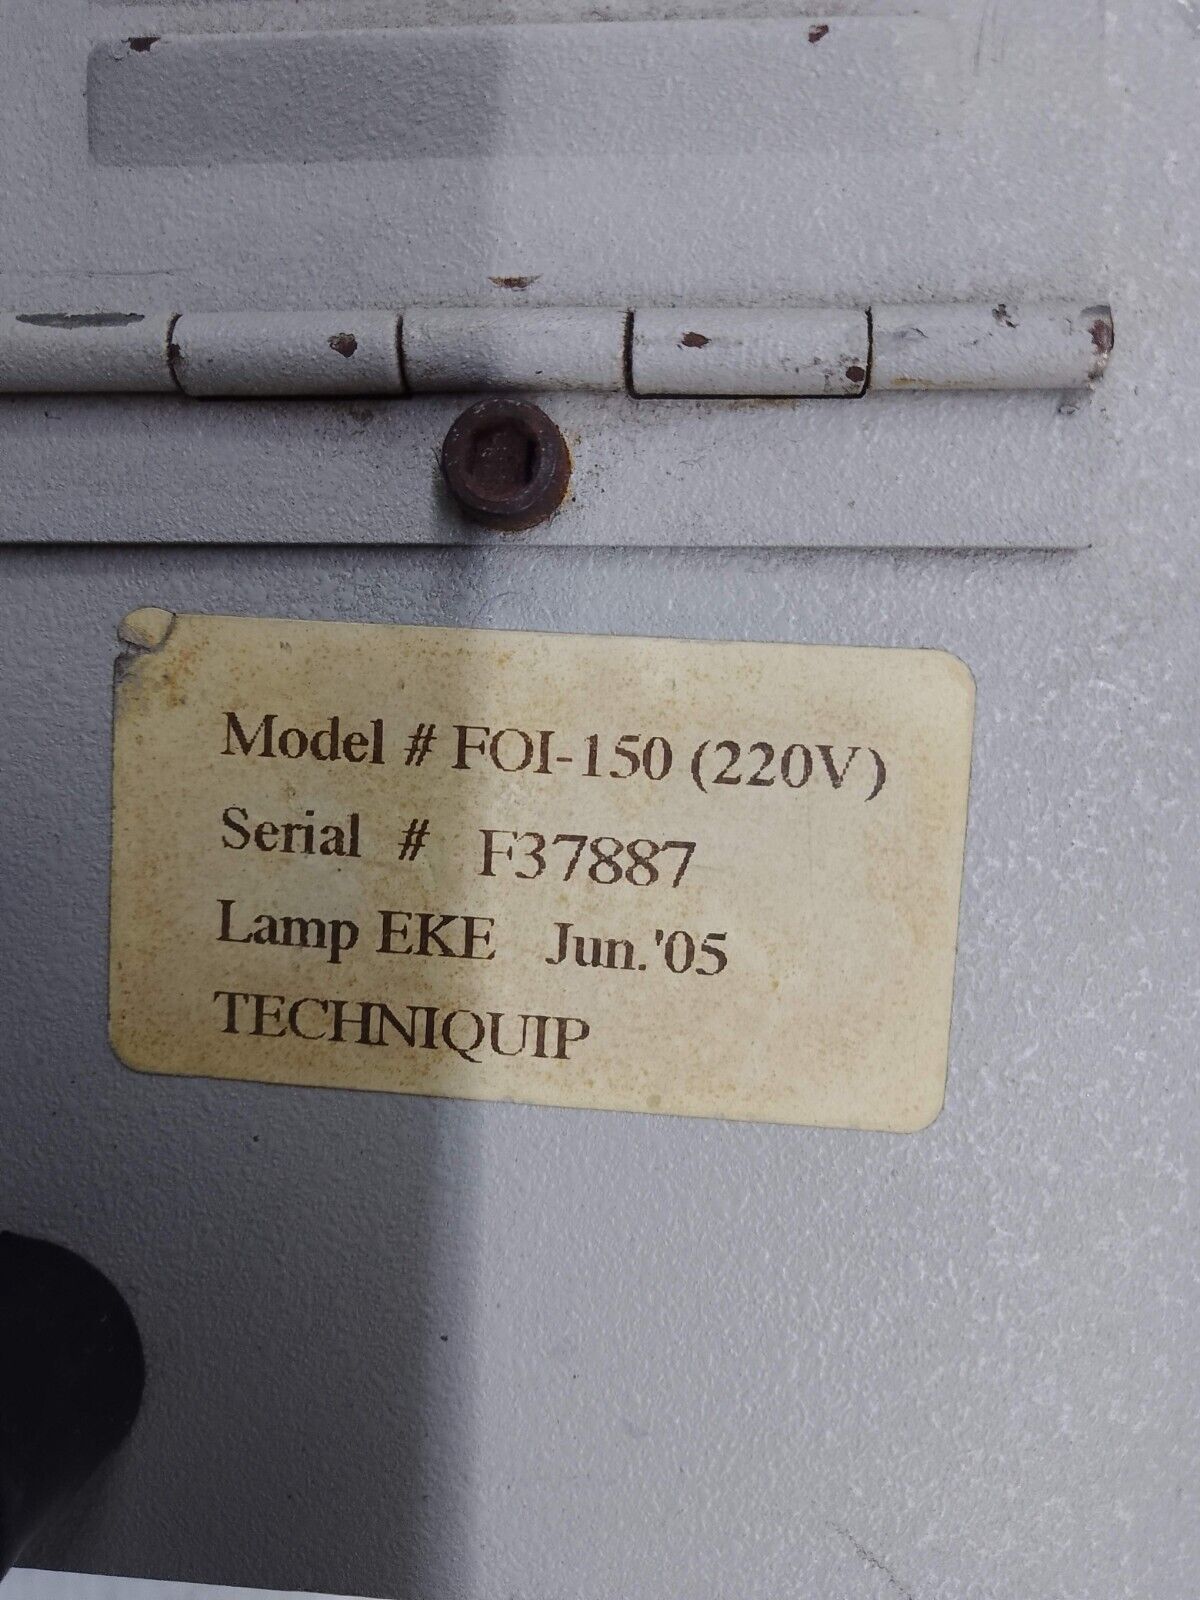 Model # FOI-150 (220V)
Serial # F37887
Lamp EKE Jun.'05
TECHNIQUIP